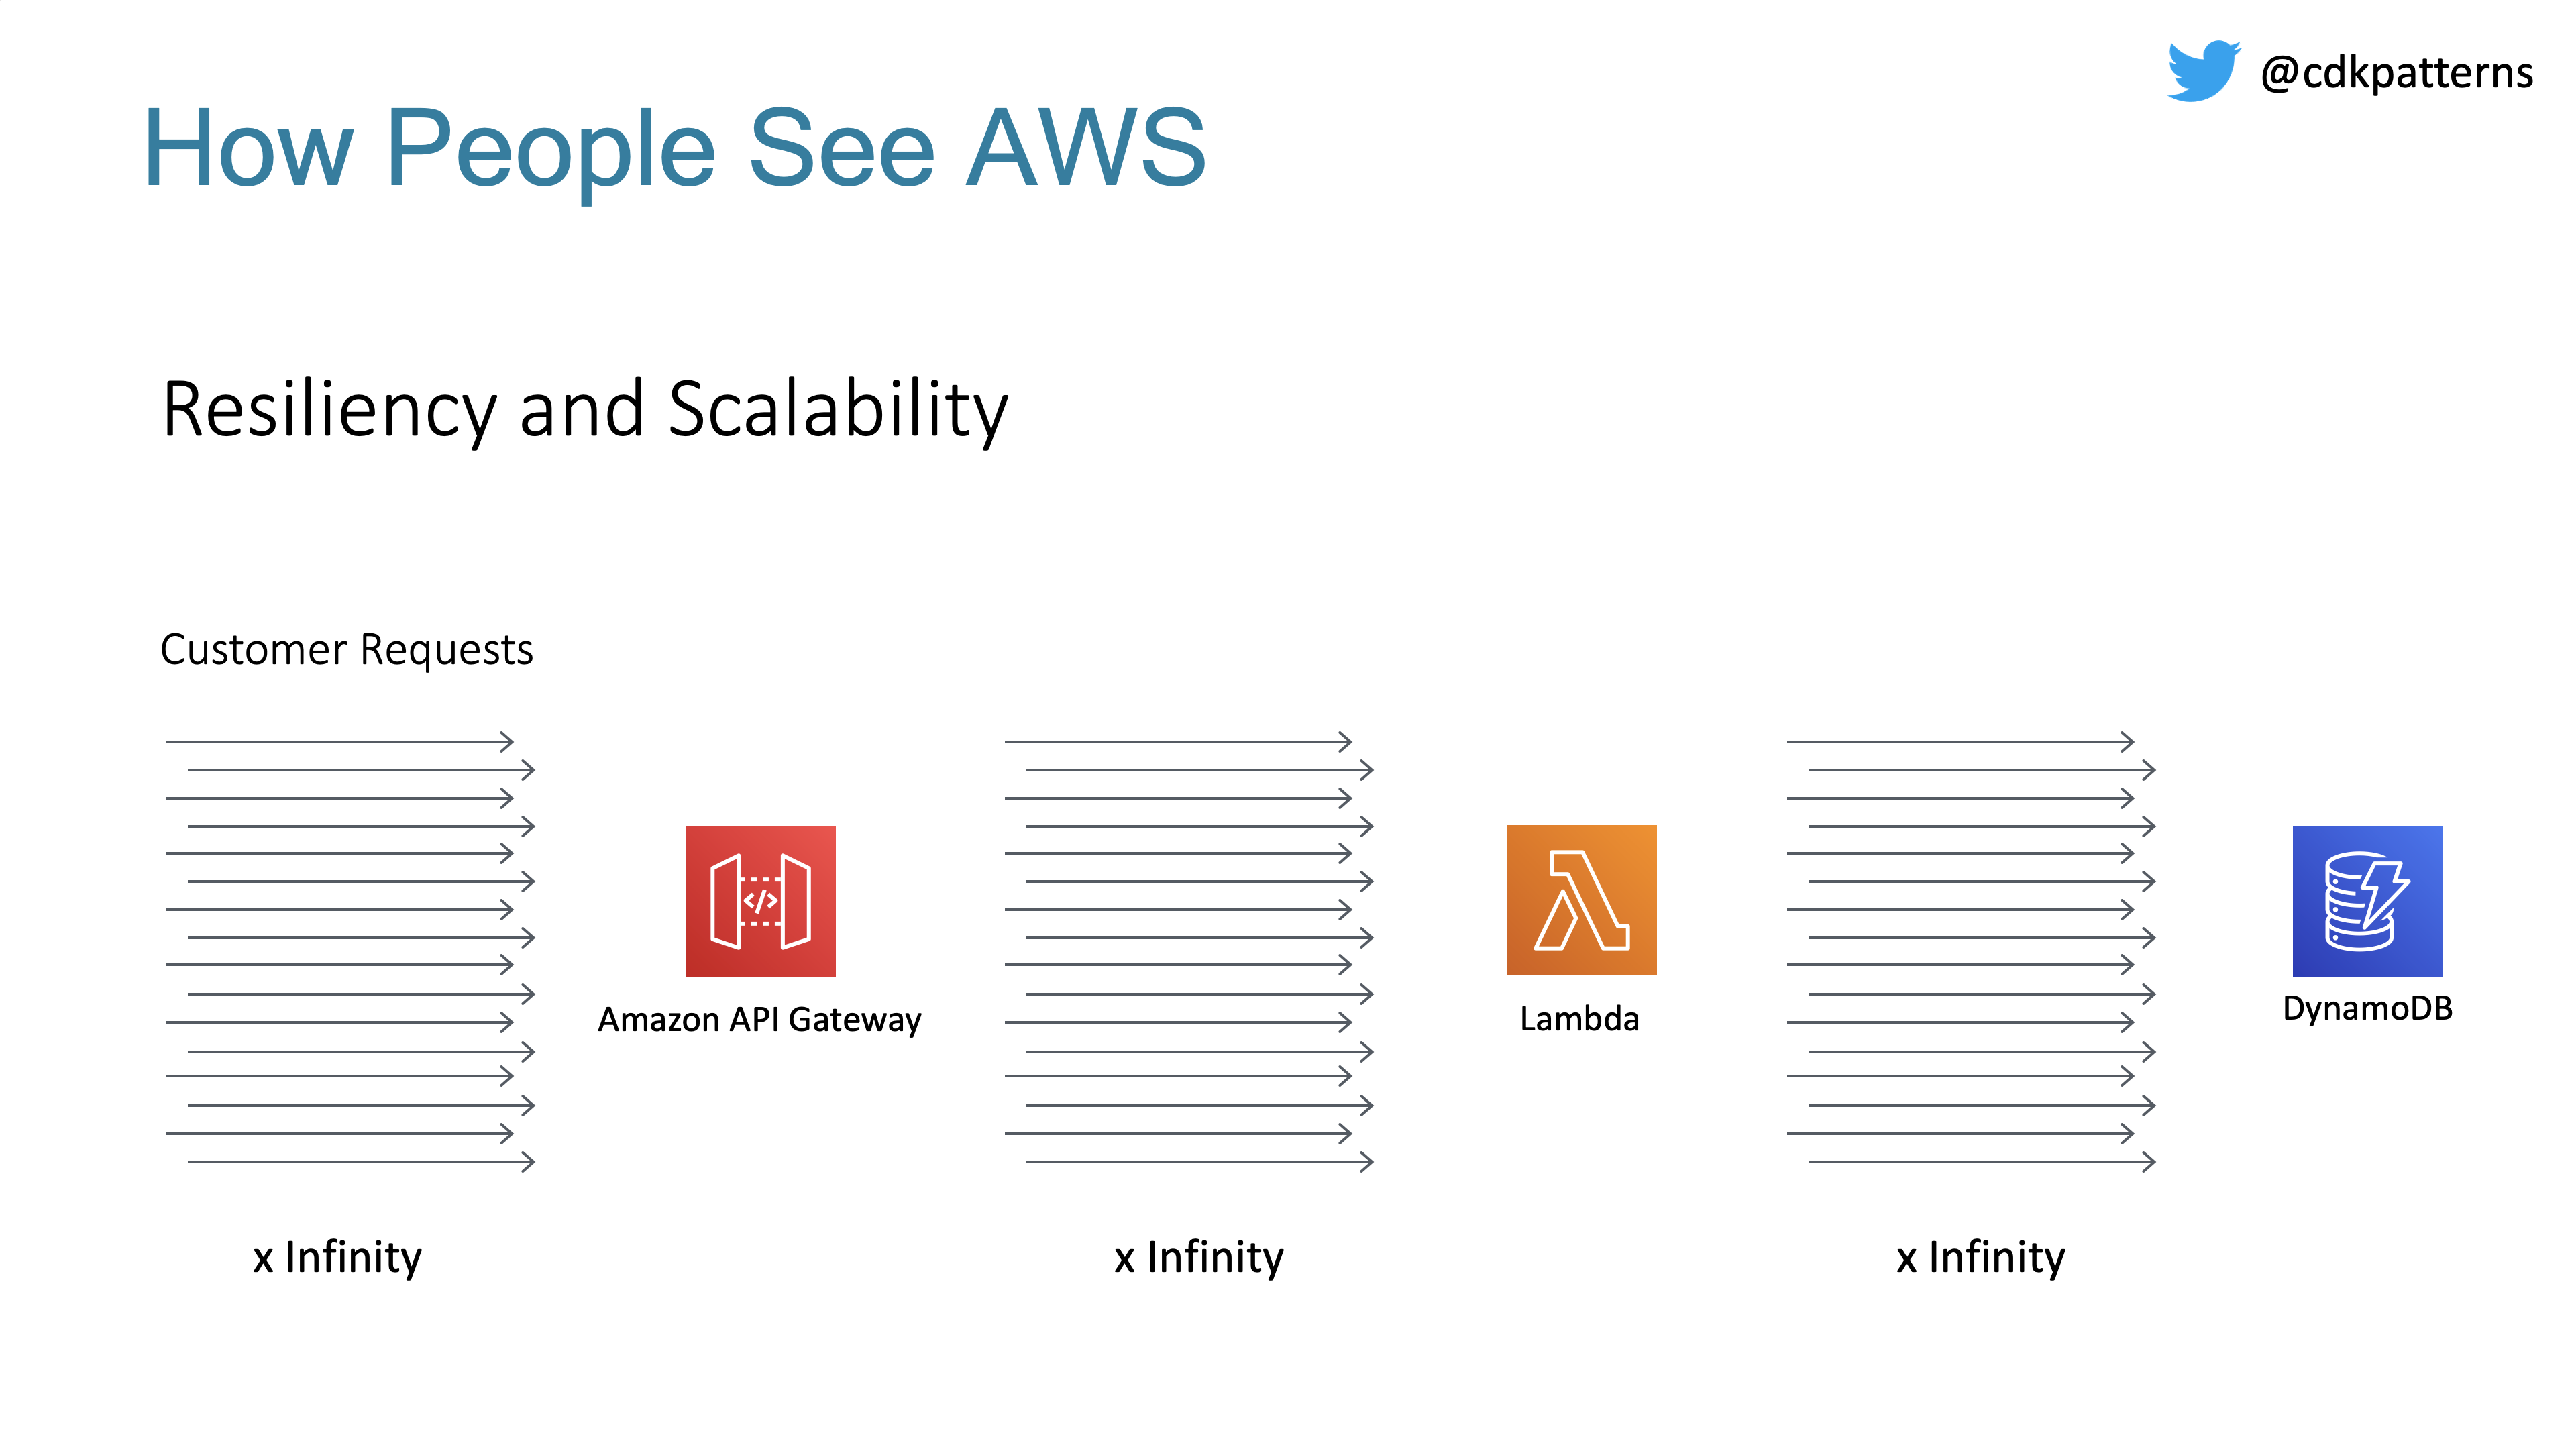 @cdkpatterns
How People See AWS
Resiliency and Scalability
Customer Requests
</>
Amazon API Gateway
Lambda
DynamoDB
x Infinity
x Infinity
x Infinity